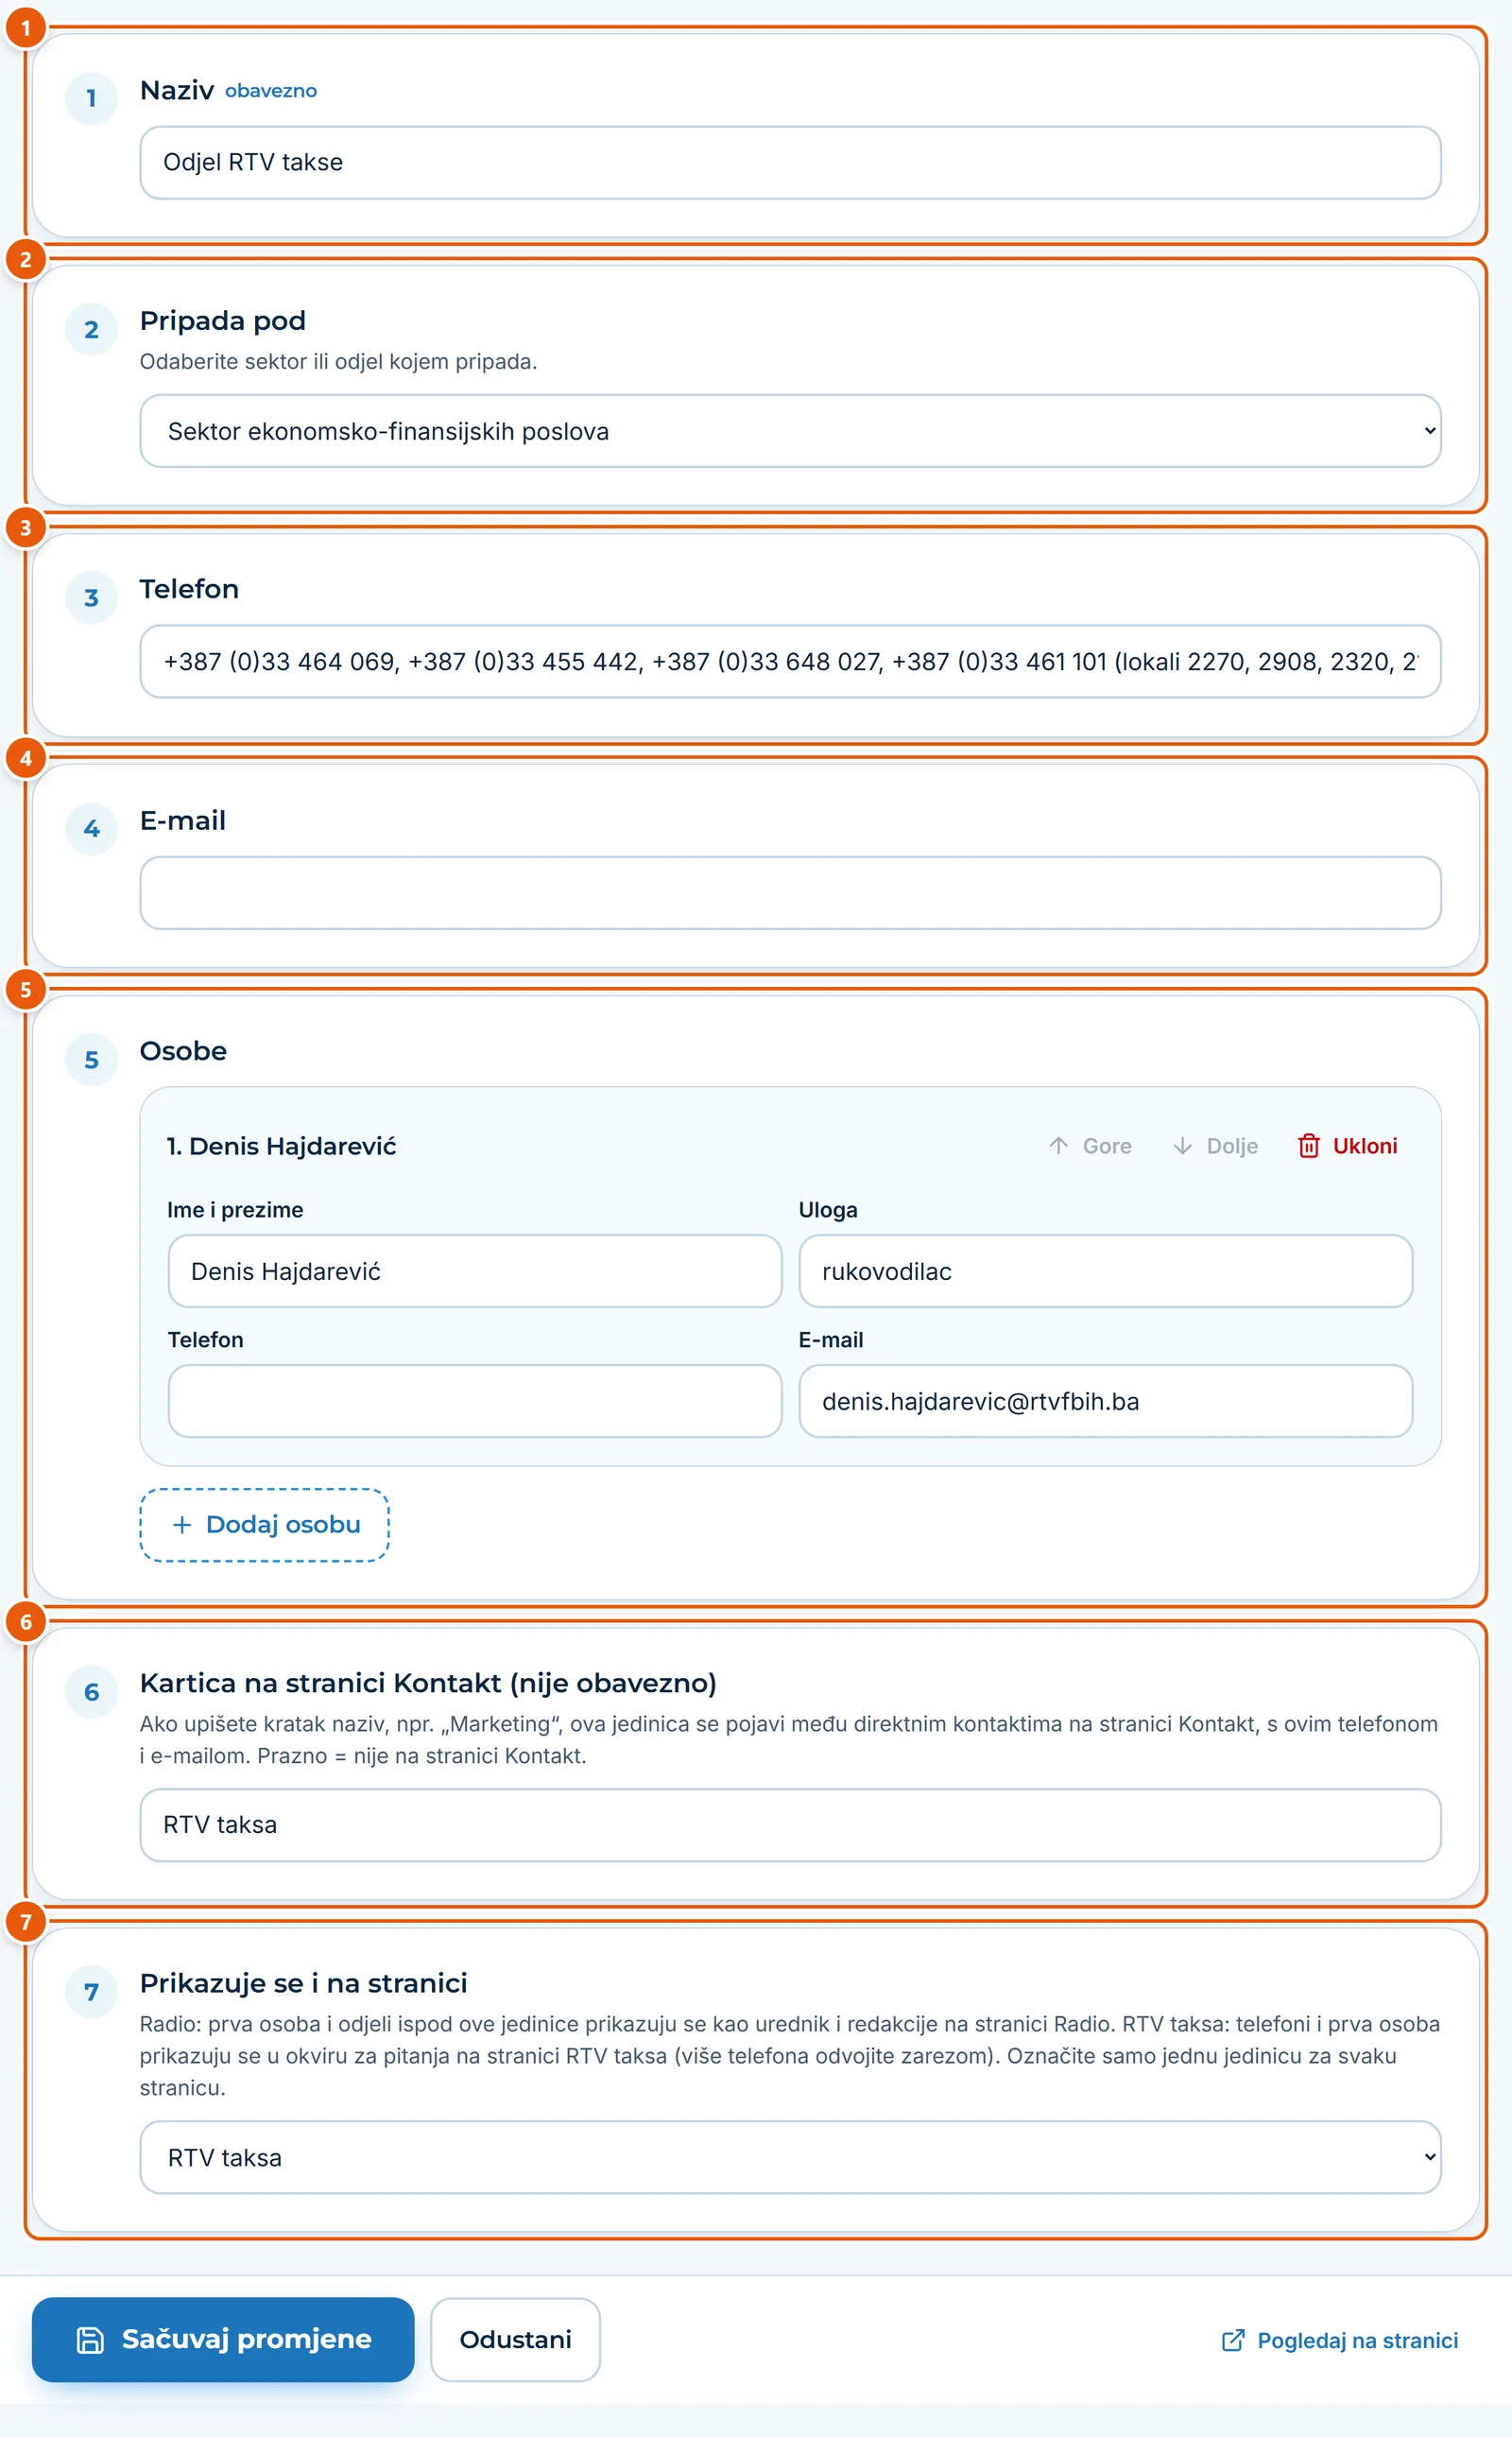 1
1
Naziv obavezno
Odjel RTV takse
2
2
Pripada pod
Odaberite sektor ili odjel kojem pripada.
Sektor ekonomsko-finansijskih poslova
3
3
Telefon
+387 (0)33 464 069, +387 (0)33 455 442, +387 (0)33 648 027, +387 (0)33 461 101 (lokali 2270, 2908, 2320,
4
4
E-mail
5
5
Osobe
1. Denis Hajdarević Gore Dolje Ukloni
Ime i prezime Uloga
Denis Hajdarević rukovodilac
Telefon E-mail
denis.hajdarevic@rtvfbih.ba
+ Dodaj osobu
6
6
Kartica na stranici Kontakt (nije obavezno)
Ako upišete kratak naziv, npr. „Marketing“, ova jedinica se pojavi među direktnim kontaktima na stranici Kontakt, s ovim telefonom
i e-mailom. Prazno = nije na stranici Kontakt.
RTV taksa
7
7
Prikazuje se i na stranici
Radio: prva osoba i odjeli ispod ove jedinice prikazuju se kao urednik i redakcije na stranici Radio. RTV taksa: telefoni i prva osoba
prikazuju se u okviru za pitanja na stranici RTV taksa (više telefona odvojite zarezom). Označite samo jednu jedinicu za svaku
stranicu.
RTV taksa
Sačuvaj promjene Odustani Pogledaj na stranici